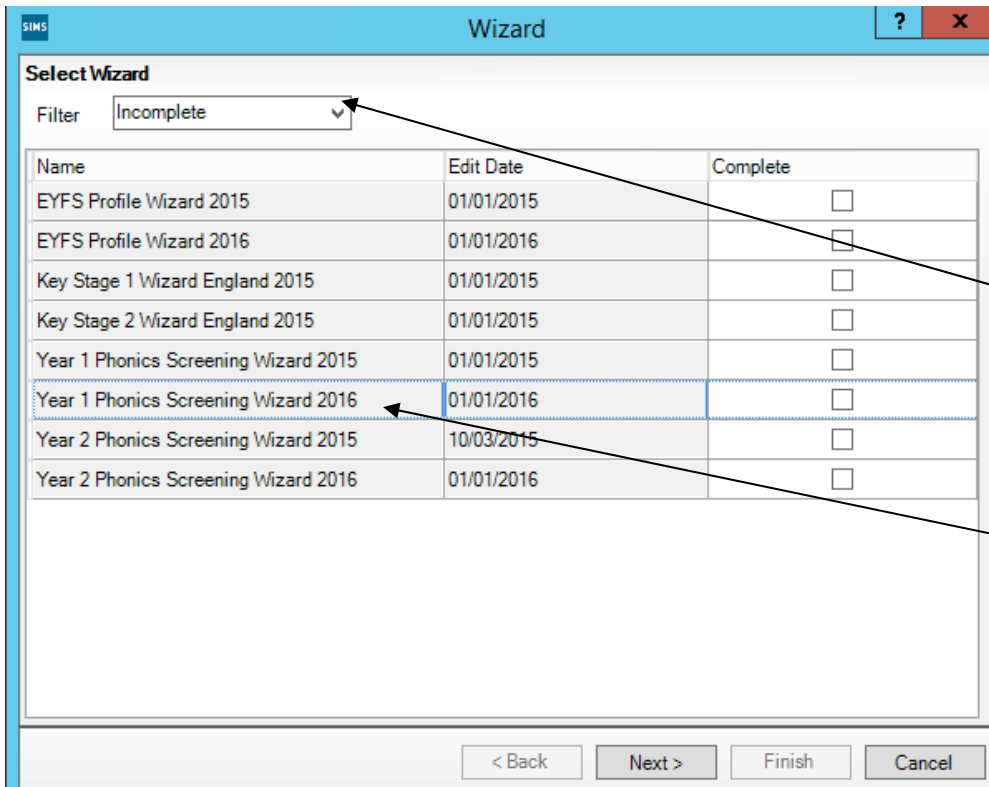 SIMS Wizard ? x
Select Wizard
Filter Incomplete
Name Edit Date Complete
EYFS Profile Wizard 2015 01/01/2015
EYFS Profile Wizard 2016 01/01/2016
Key Stage 1 Wizard England 2015 01/01/2015
Key Stage 2 Wizard England 2015 01/01/2015
Year 1 Phonics Screening Wizard 2015 01/01/2015
Year 1 Phonics Screening Wizard 2016 01/01/2016
Year 2 Phonics Screening Wizard 2015 10/03/2015
Year 2 Phonics Screening Wizard 2016 01/01/2016
< Back Next > Finish Cancel